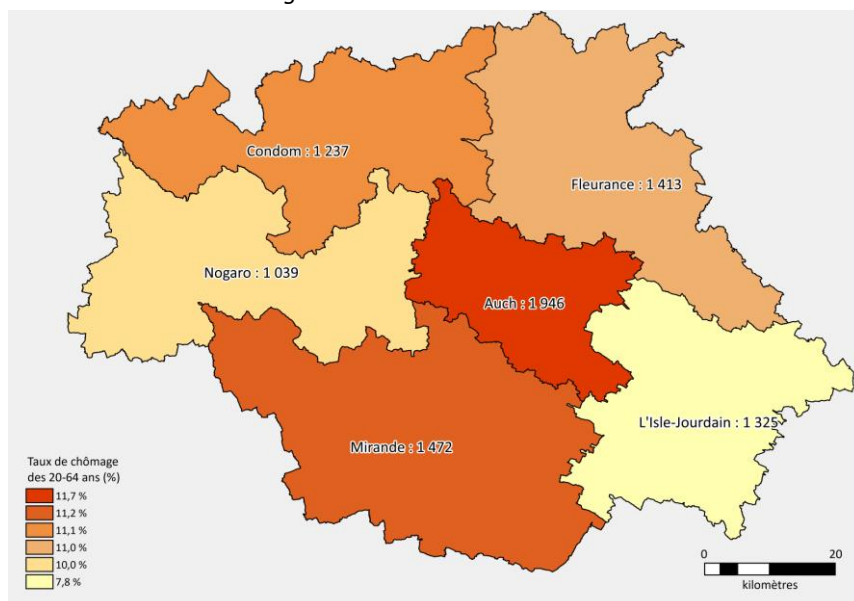 Condom : 1 237
Fleurance : 1 413
Nogaro : 1 039
Auch : 1 946
L'Isle-Jourdain : 1 325
Mirande : 1 472
Taux de chômage
des 20-64 ans (%)
11,7 %
11,2 %
11,1 %
11,0 %
10,0 %
7,8 %
0 20
kilomètres